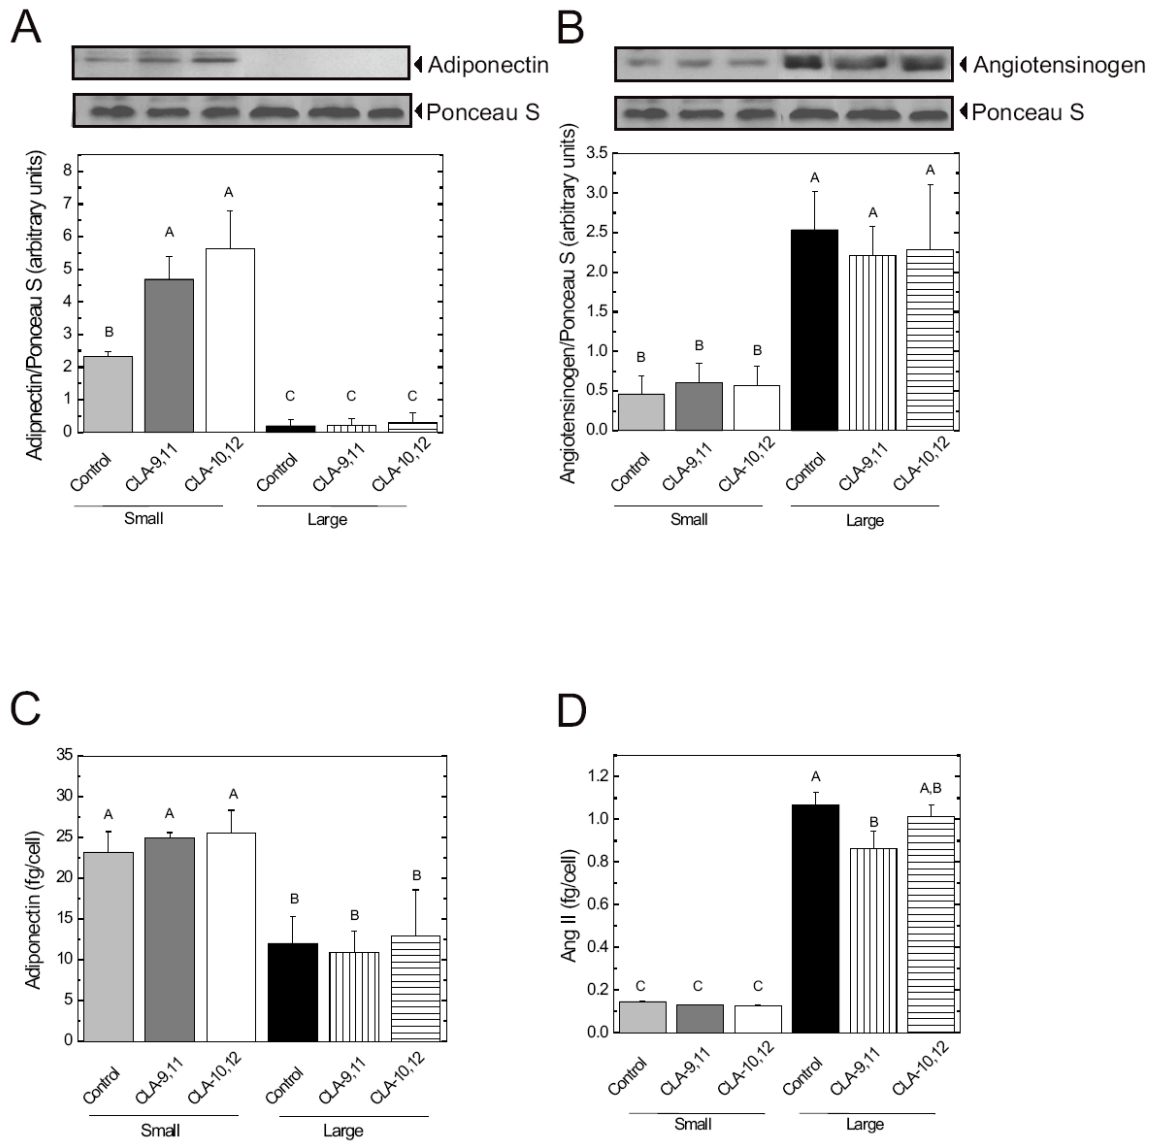 A
Adiponectin
Ponceau S
Adipnectin/Ponceau S (arbitrary units)
8
7
6
5
4
3
2
1
0
B
A
A
C
C
C
Control
CLA-9,11
CLA-10,12
Control
CLA-9,11
CLA-10,12
Small
Large
B
Angiotensinogen
Ponceau S
Angiotensinogen/Ponceau S (arbitrary units)
3.5
3.0
2.5
2.0
1.5
1.0
0.5
0.0
B
B
B
A
A
A
Control
CLA-9,11
CLA-10,12
Control
CLA-9,11
CLA-10,12
Small
Large
C
Adiponectin (fg/cell)
35
30
25
20
15
10
5
0
A
A
A
B
B
B
Control
CLA-9,11
CLA-10,12
Control
CLA-9,11
CLA-10,12
Small
Large
D
Ang II (fg/cell)
1.2
1.0
0.8
0.6
0.4
0.2
0.0
C
C
C
A
B
A,B
Control
CLA-9,11
CLA-10,12
Control
CLA-9,11
CLA-10,12
Small
Large